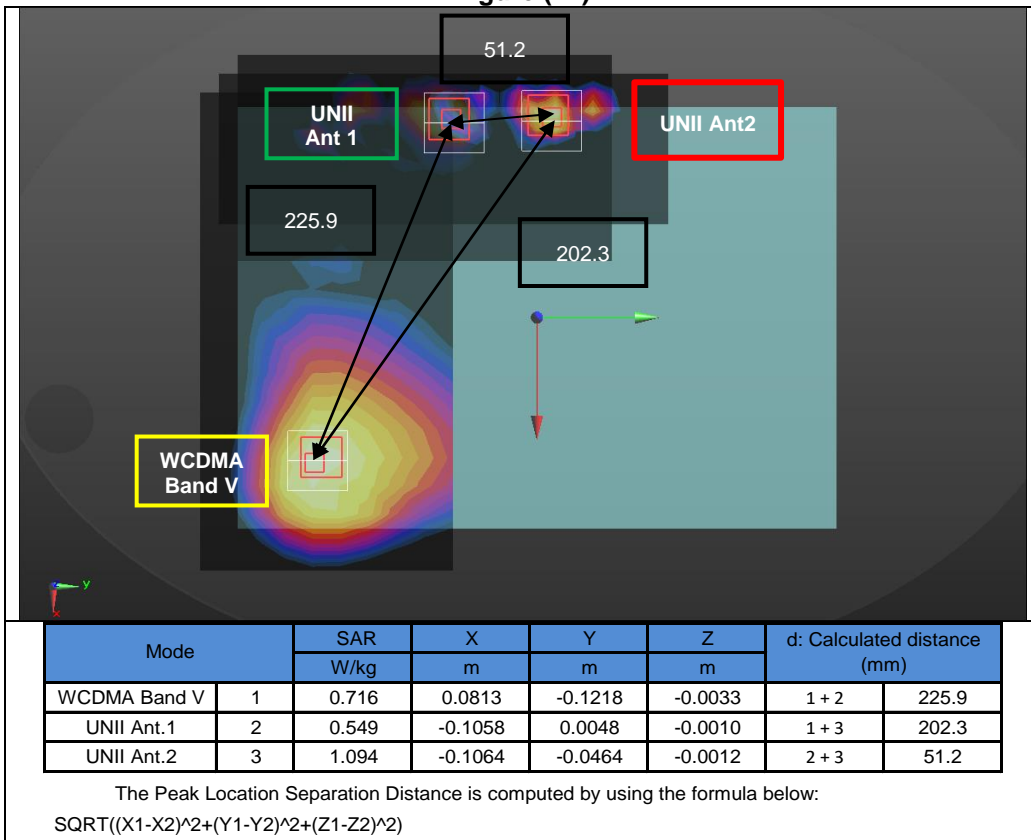 51.2
UNII
Ant 1
UNII Ant2
225.9
202.3
WCDMA
Band V
y
x
Mode SAR X Y Z d: Calculated distance (mm)
W/kg m m m
WCDMA Band V 1 0.716 0.0813 -0.1218 -0.0033 1 + 2 225.9
UNII Ant.1 2 0.549 -0.1058 0.0048 -0.0010 1 + 3 202.3
UNII Ant.2 3 1.094 -0.1064 -0.0464 -0.0012 2 + 3 51.2
The Peak Location Separation Distance is computed by using the formula below:
SQRT((X1-X2)^2+(Y1-Y2)^2+(Z1-Z2)^2)